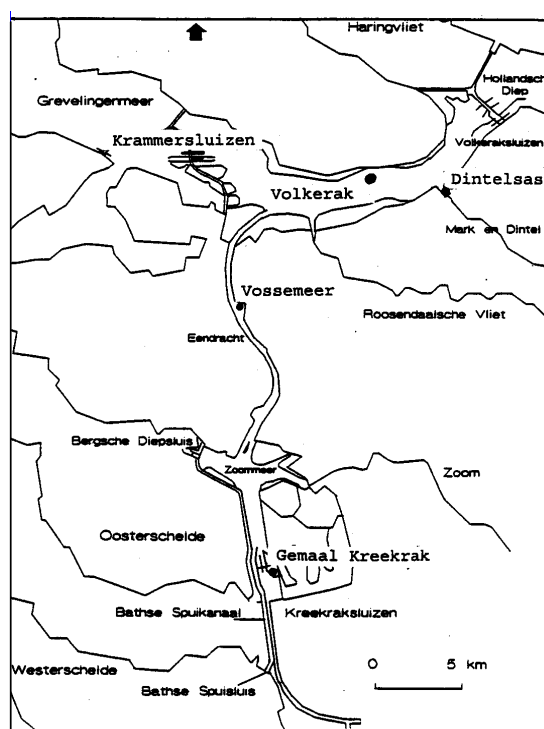 Haringvliet
Hollandsch
Diep
Grevelingenmeer
Krammersluizen
Volkeraksluizen
Volkerak
Dintelsas
Mark en Dintel
Vossemeer
Roosendaalsche Vliet
Eendracht
Bergsche Diepsluis
Zoommeer
Zoom
Oosterschelde
Gemaal Kreekrak
Bathse Spuikanaal
Kreekraksluizen
Westerschelde
0 5 km
Bathse Spuisluis